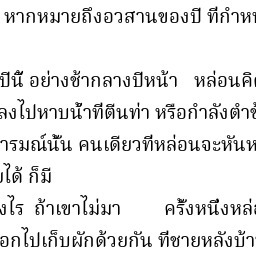 หากหมายถึงอวสานของปี ที่กำห
ปีนี้ อย่างช้ากลางปีหน้า หล่อนคิด
ลงไปหาบน้ำที่ตีนท่า หรือกำลังตำข้
ารมณ์นั้น คนเดียวที่หล่อนจะหันห
ได้ ก็มี
งไร ถ้าเขาไม่มา ครั้งหนึ่งหล่
อกไปเก็บผักด้วยกัน ที่ชายหลังบ้า